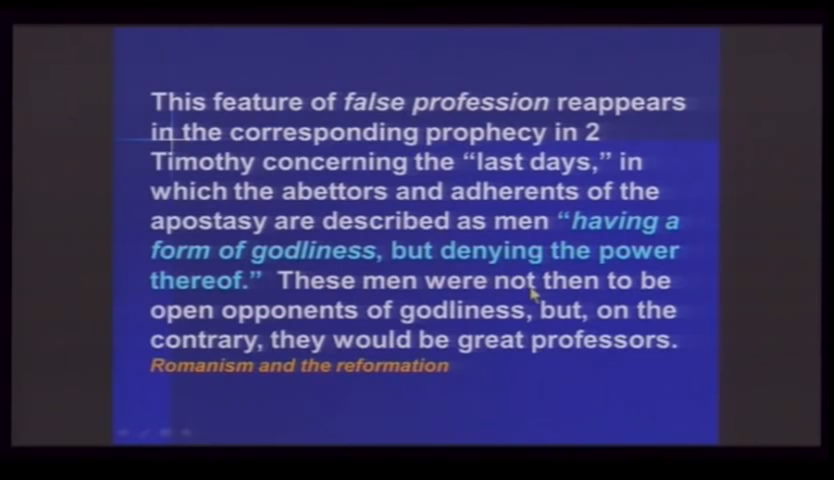 This feature of false profession reappears
in the corresponding prophecy in 2
Timothy concerning the “last days,” in
which the abettors and adherents of the
apostasy are described as men “having a
form of godliness, but denying the power
thereof.” These men were not then to be
open opponents of godliness, but, on the
contrary, they would be great professors.
Romanism and the reformation